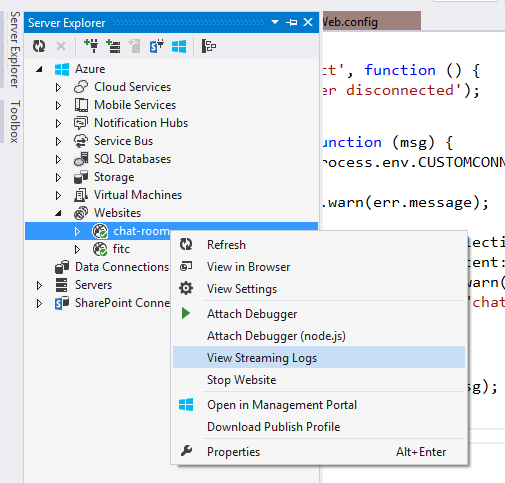 Server Explorer
Toolbox
Server Explorer
Azure
Cloud Services
Mobile Services
Notification Hubs
Service Bus
SQL Databases
Storage
Virtual Machines
Websites
chat-room
fitc
Data Connections
Servers
SharePoint Conne
Refresh
View in Browser
View Settings
Attach Debugger
Attach Debugger (node.js)
View Streaming Logs
Stop Website
Open in Management Portal
Download Publish Profile
Properties Alt+Enter
Web.config
ct', function () {
er disconnected');
unction (msg) {
rocess.env.CUSTOMCONN
.warn(err.message);
lecti
tent:
warn(
'chat
sg);